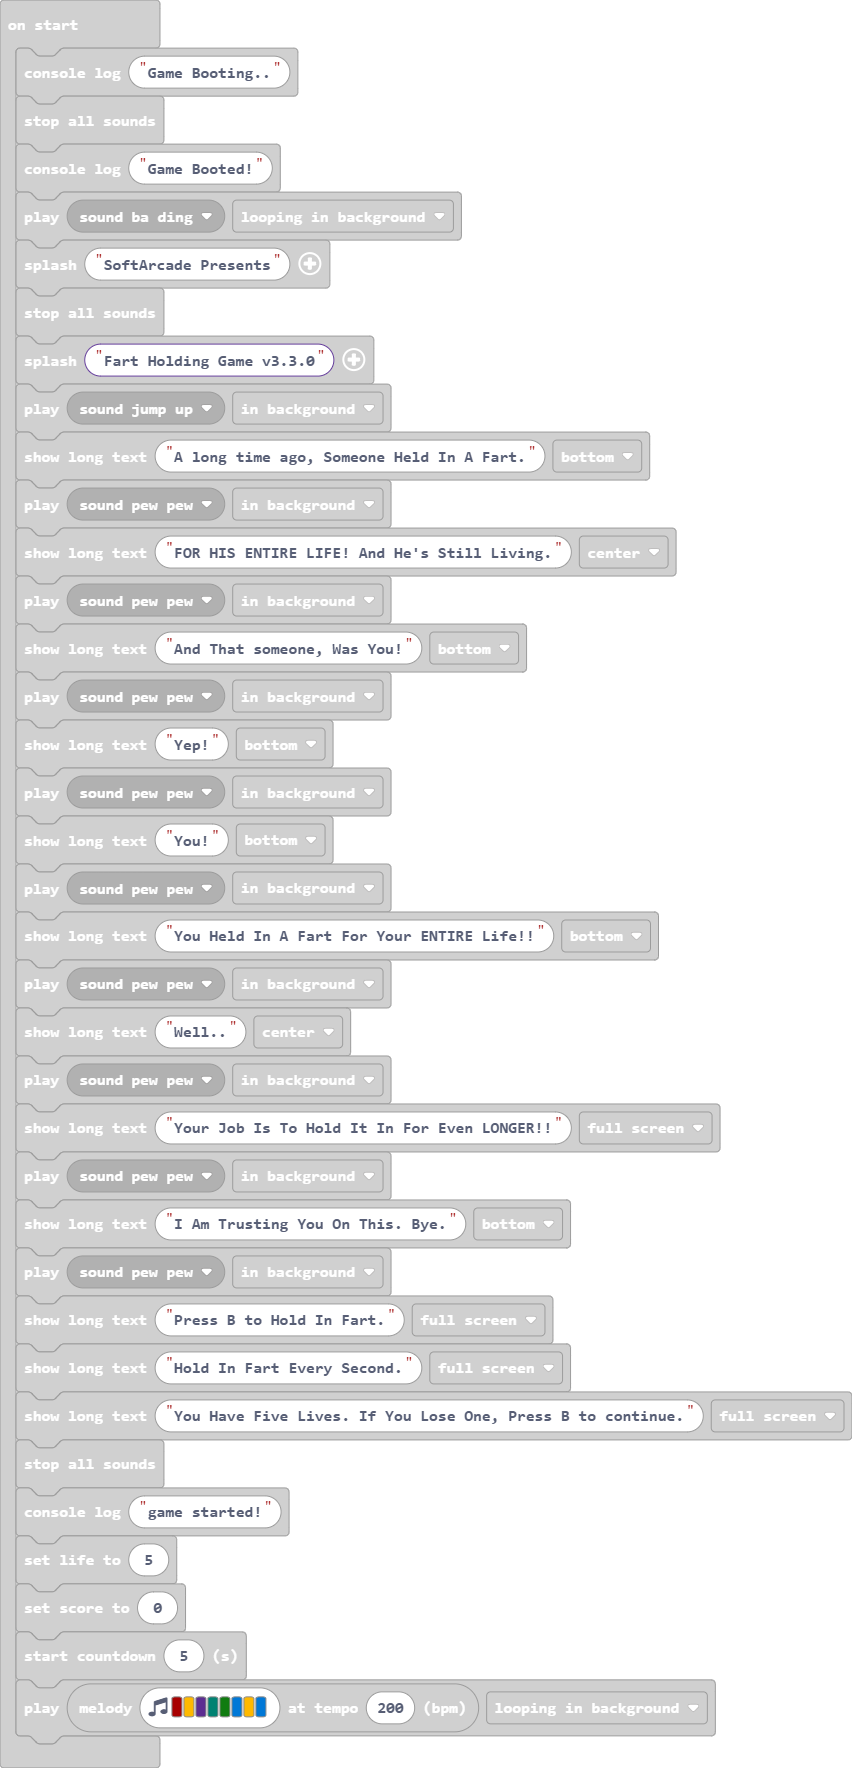 on start
console log "Game Booting.."
stop all sounds
console log "Game Booted!"
play sound ba ding looping in background
splash "SoftArcade Presents"
stop all sounds
splash "Fart Holding Game v3.3.0"
play sound jump up in background
show long text "A long time ago, Someone Held In A Fart." bottom
play sound pew pew in background
show long text "FOR HIS ENTIRE LIFE! And He's Still Living." center
play sound pew pew in background
show long text "And That someone, Was You!" bottom
play sound pew pew in background
show long text "Yep!" bottom
play sound pew pew in background
show long text "You!" bottom
play sound pew pew in background
show long text "You Held In A Fart For Your ENTIRE Life!!" bottom
play sound pew pew in background
show long text "Well.." center
play sound pew pew in background
show long text "Your Job Is To Hold It In For Even LONGER!!" full screen
play sound pew pew in background
show long text "I Am Trusting You On This. Bye." bottom
play sound pew pew in background
show long text "Press B to Hold In Fart." full screen
show long text "Hold In Fart Every Second." full screen
show long text "You Have Five Lives. If You Lose One, Press B to continue." full screen
stop all sounds
console log "game started!"
set life to 5
set score to 0
start countdown 5 (s)
play melody at tempo 200 (bpm) looping in background